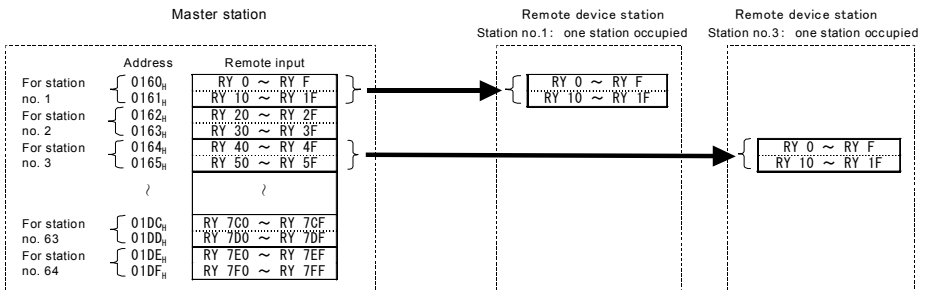 Master station
Remote device station
Station no.1: one station occupied
Remote device station
Station no.3: one station occupied
Address Remote input
For station no. 1
0160H RY 0 ~ RY F
0161H RY 10 ~ RY 1F
For station no. 2
0162H RY 20 ~ RY 2F
0163H RY 30 ~ RY 3F
For station no. 3
0164H RY 40 ~ RY 4F
0165H RY 50 ~ RY 5F
~ ~
For station no. 63
01DCH RY 7C0 ~ RY 7CF
01DDH RY 7D0 ~ RY 7DF
For station no. 64
01DEH RY 7E0 ~ RY 7EF
01DFH RY 7F0 ~ RY 7FF
RY 0 ~ RY F
RY 10 ~ RY 1F
RY 0 ~ RY F
RY 10 ~ RY 1F